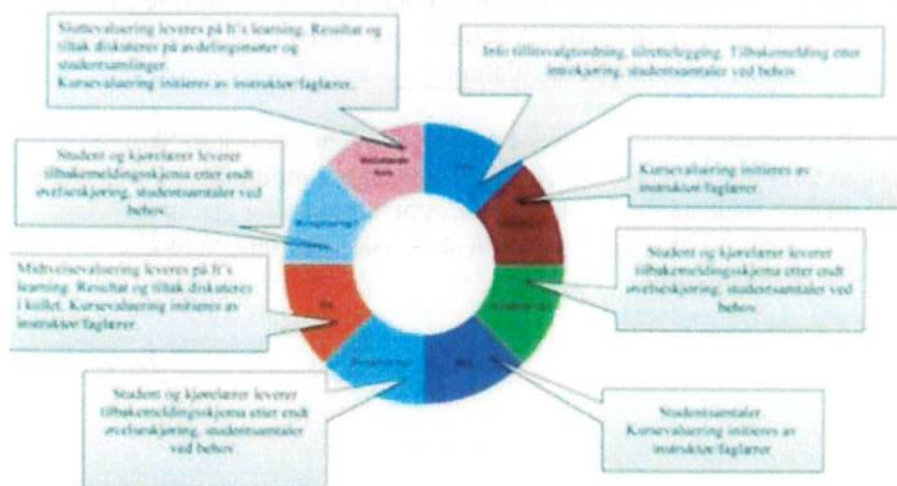 Sluttevaluering leveres på It's learning. Resultat og
tiltak diskuteres på avdelingsmøter og
studentsamlinger.
Kursevaluering initieres av instruktør/faglærer.
Info tillitsvalgtordning, tilrettelegging. Tilbakemelding etter
introkjøring, studentsamtaler ved behov
Student og kjørelærer leverer
tilbakemeldingsskjema etter endt
øvelseskjøring, studentsamtaler ved
behov.
Kursevaluering initieres av
instruktør/faglærer.
Student og kjørelærer leverer
tilbakemeldingsskjema etter endt
øvelseskjøring, studentsamtaler ved
behov.
Midtveisevaluering leveres på It's
learning. Resultat og tiltak diskuteres
i kullet. Kursevaluering initieres av
instruktør/faglærer.
Student og kjørelærer leverer
tilbakemeldingsskjema etter endt
øvelseskjøring, studentsamtaler
ved behov
Studentsamtaler
Kursevaluering initieres av
instruktør/faglærer